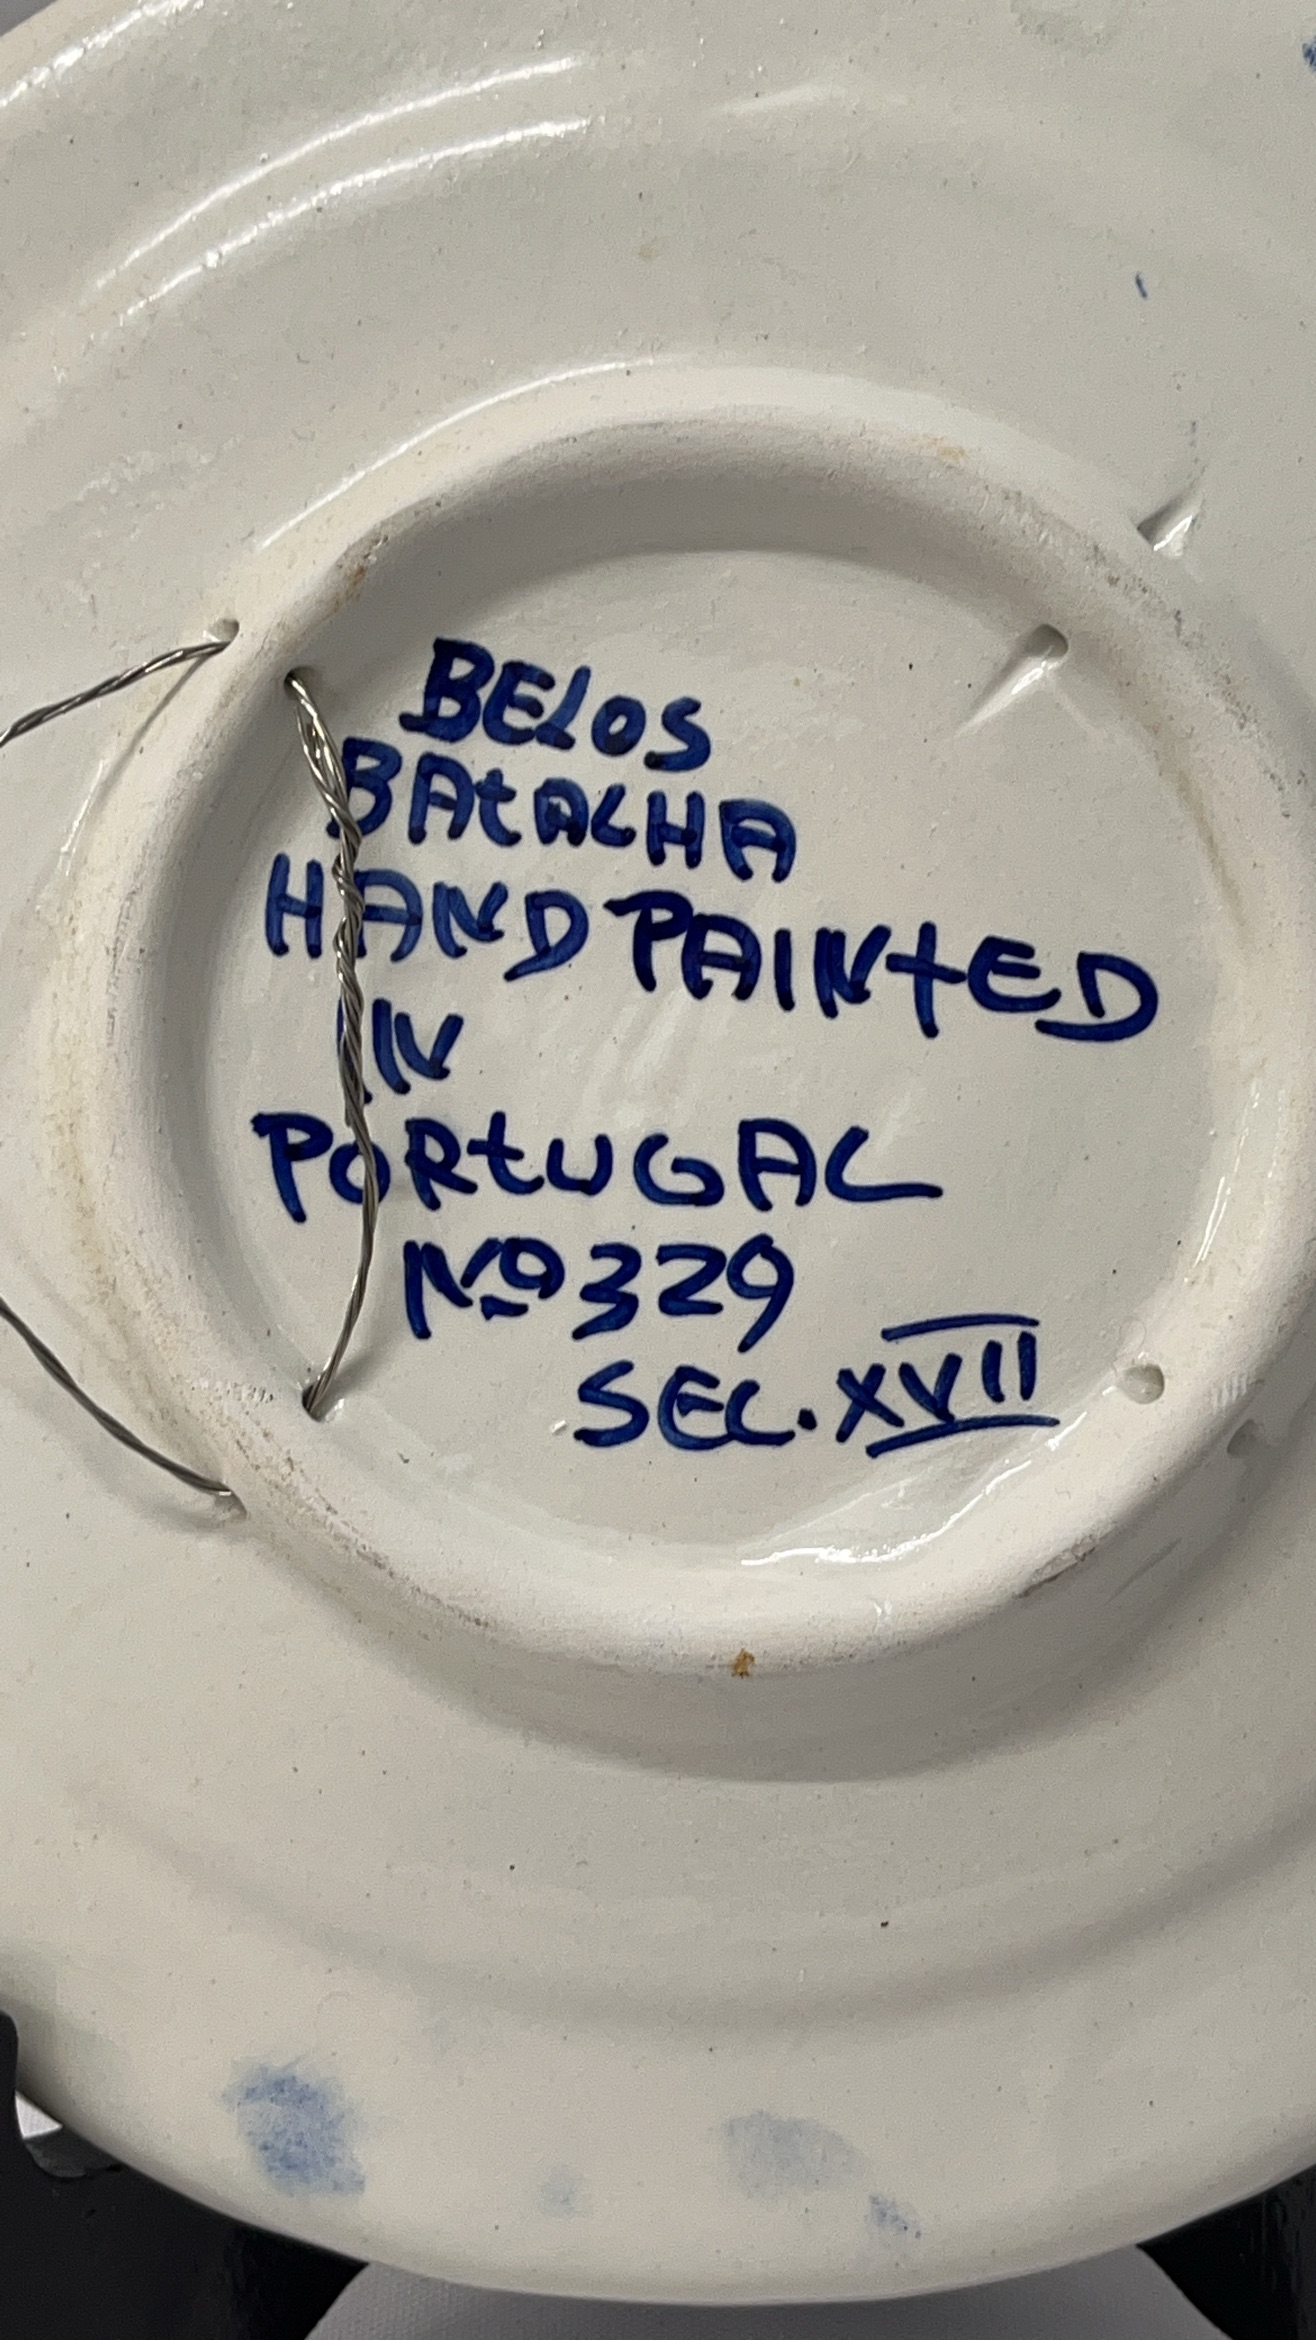 BELOS
BAtALHA
HAND PAINtED
IN
PORtUGAL
Nº 329
SEC. XVII